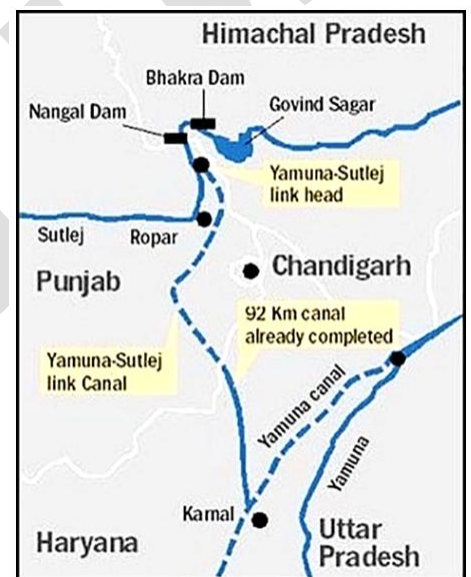 Himachal Pradesh
Bhakra Dam
Nangal Dam
Govind Sagar
Yamuna-Sutlej
link head
Sutlej
Ropar
Punjab
Chandigarh
92 Km canal
already completed
Yamuna-Sutlej
link Canal
Yamuna canal
Yamuna
Karnal
Haryana
Uttar
Pradesh